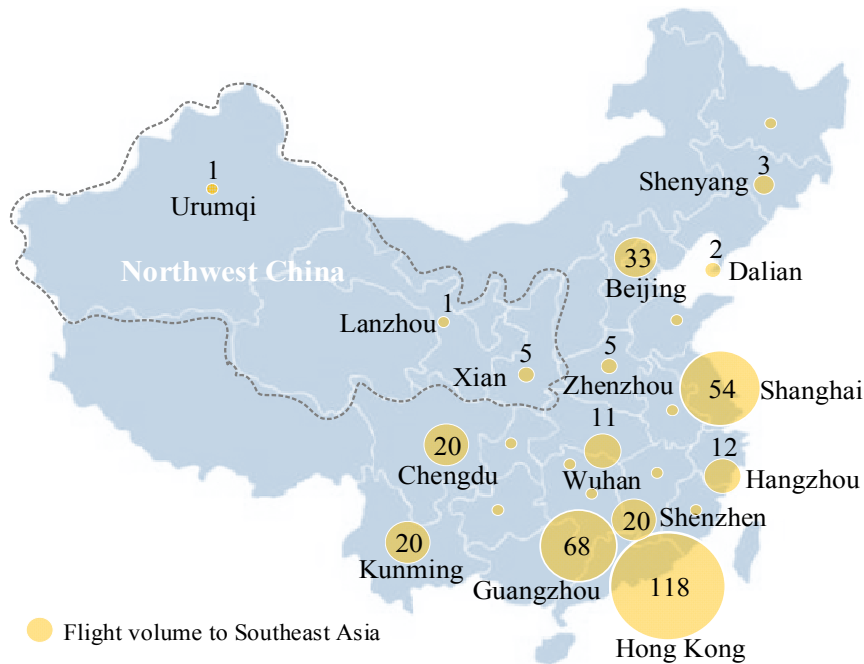 1
Urumqi
3
Shenyang
Northwest China
33
Beijing
2
Dalian
1
Lanzhou
5
Xian
5
Zhenzhou
54
Shanghai
20
Chengdu
11
Wuhan
12
Hangzhou
20
Kunming
20
Shenzhen
68
Guangzhou
118
Hong Kong
Flight volume to Southeast Asia